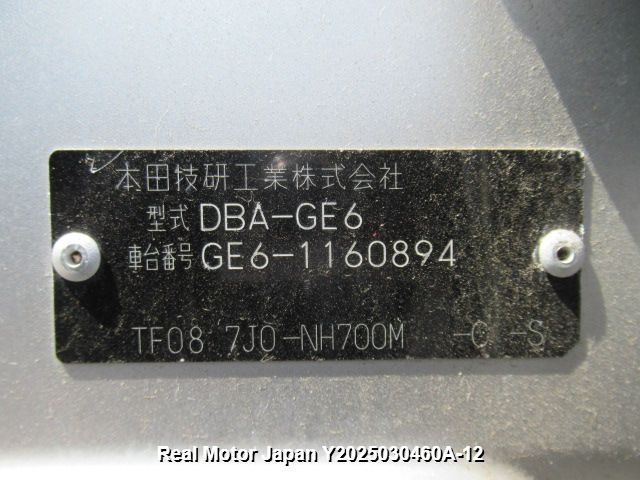 本田技研工業株式会社
型式 DBA-GE6
車台番号 GE6-1160894
TF08 7J0-NH700M -C -S
Real Motor Japan Y2025030460A-12